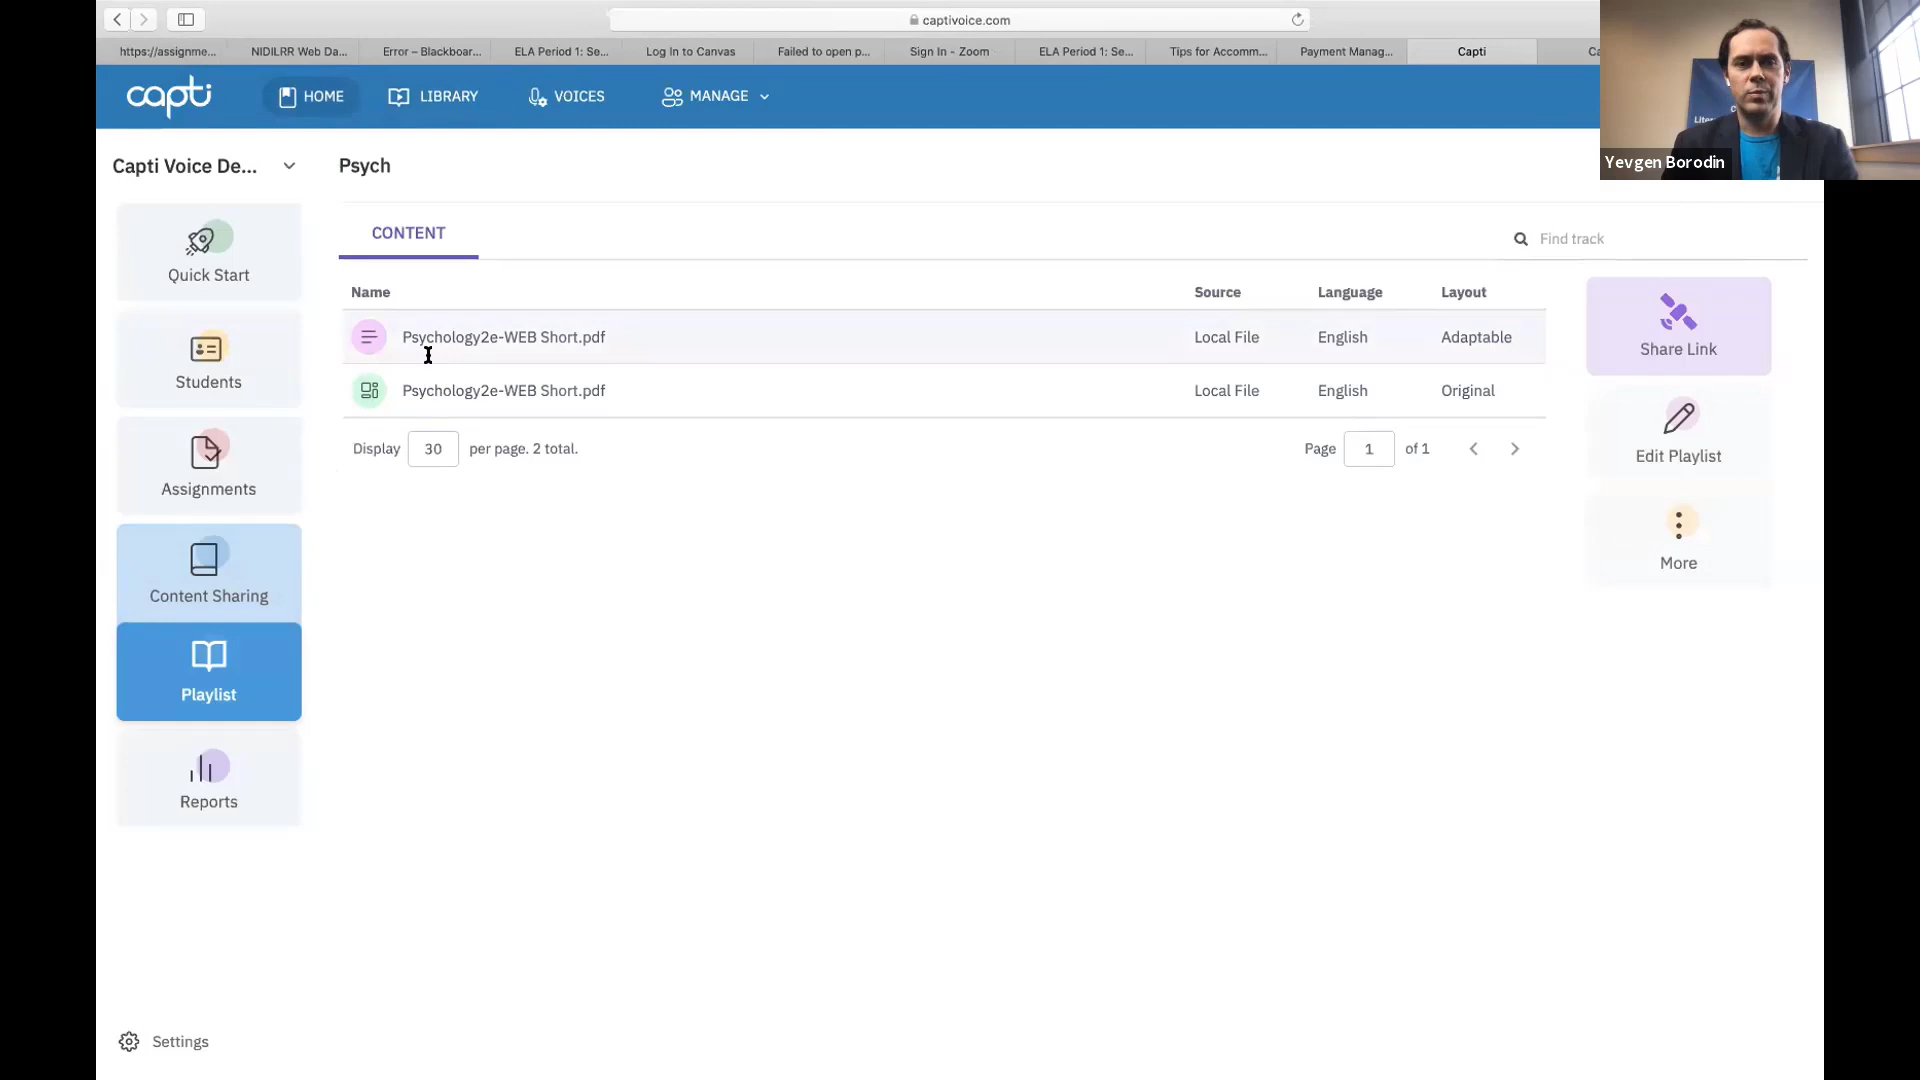 captivoice.com
https://assignme... NIDILRR Web Da... Error – Blackboar... ELA Period 1: Se... Log In to Canvas Failed to open p... Sign In - Zoom ELA Period 1: Se... Tips for Accomm... Payment Manag... Capti
capti HOME LIBRARY VOICES MANAGE
Yevgen Borodin
Capti Voice De... Psych
CONTENT
Find track
Quick Start
Students
Assignments
Content Sharing
Playlist
Reports
Settings
Name Source Language Layout
Psychology2e-WEB Short.pdf Local File English Adaptable
Psychology2e-WEB Short.pdf Local File English Original
Display 30 per page. 2 total. Page 1 of 1
Share Link
Edit Playlist
More